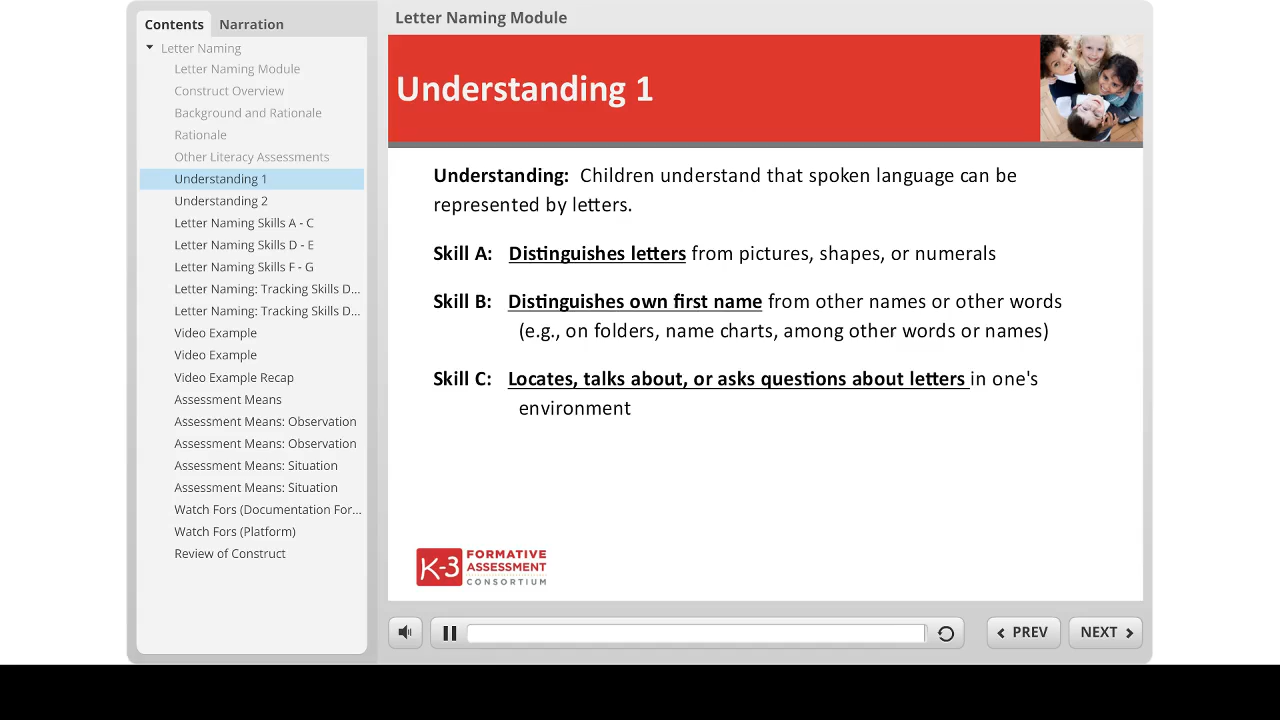 Contents
Narration
Letter Naming
Letter Naming Module
Construct Overview
Background and Rationale
Rationale
Other Literacy Assessments
Understanding 1
Understanding 2
Letter Naming Skills A - C
Letter Naming Skills D - E
Letter Naming Skills F - G
Letter Naming: Tracking Skills D...
Letter Naming: Tracking Skills D...
Video Example
Video Example
Video Example Recap
Assessment Means
Assessment Means: Observation
Assessment Means: Observation
Assessment Means: Situation
Assessment Means: Situation
Watch Fors (Documentation For...
Watch Fors (Platform)
Review of Construct
Letter Naming Module
Understanding 1
Understanding: Children understand that spoken language can be
represented by letters.
Skill A: Distinguishes letters from pictures, shapes, or numerals
Skill B: Distinguishes own first name from other names or other words
(e.g., on folders, name charts, among other words or names)
Skill C: Locates, talks about, or asks questions about letters in one's
environment
K-3
FORMATIVE
ASSESSMENT
CONSORTIUM
PREV
NEXT